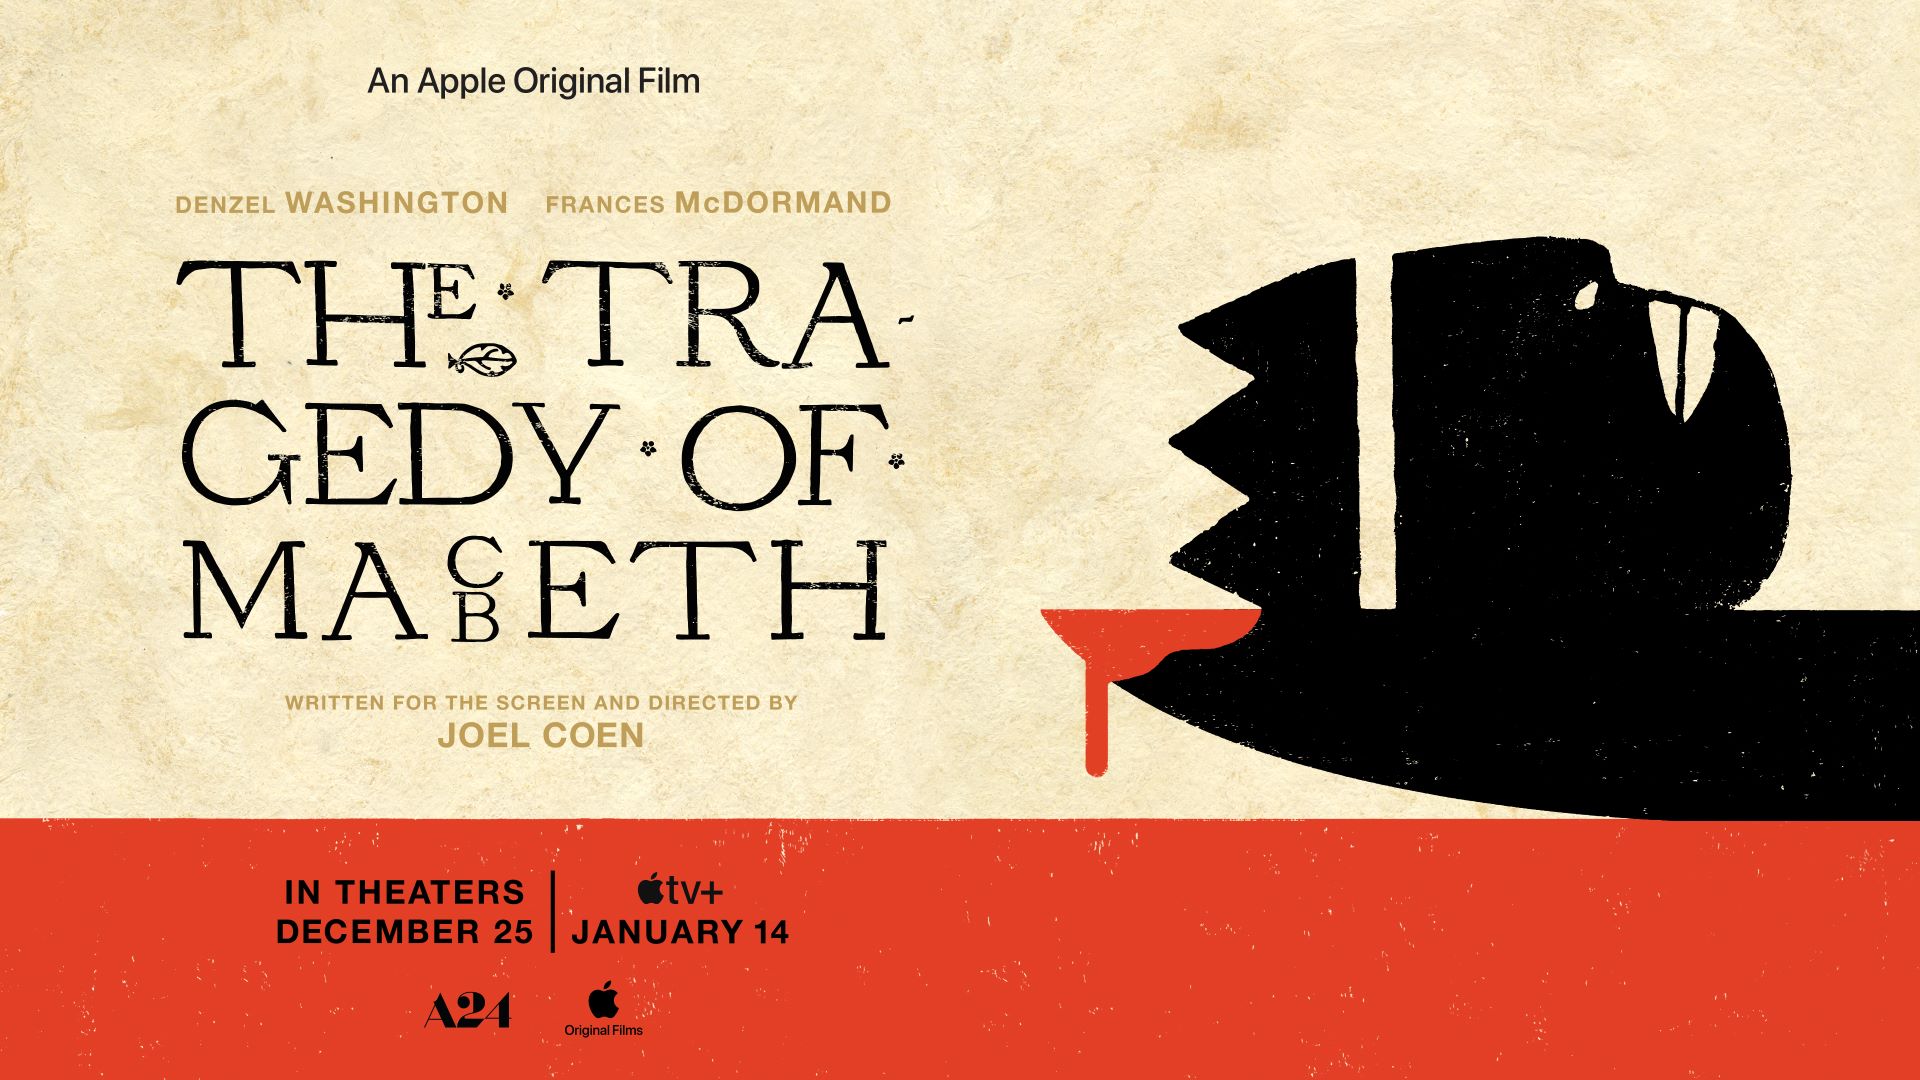 An Apple Original Film
DENZEL WASHINGTON FRANCES McDORMAND
THE · TRA-
GEDY · OF ·
MACBETH
WRITTEN FOR THE SCREEN AND DIRECTED BY
JOEL COEN
IN THEATERS
DECEMBER 25
tv+
JANUARY 14
A24
Original Films